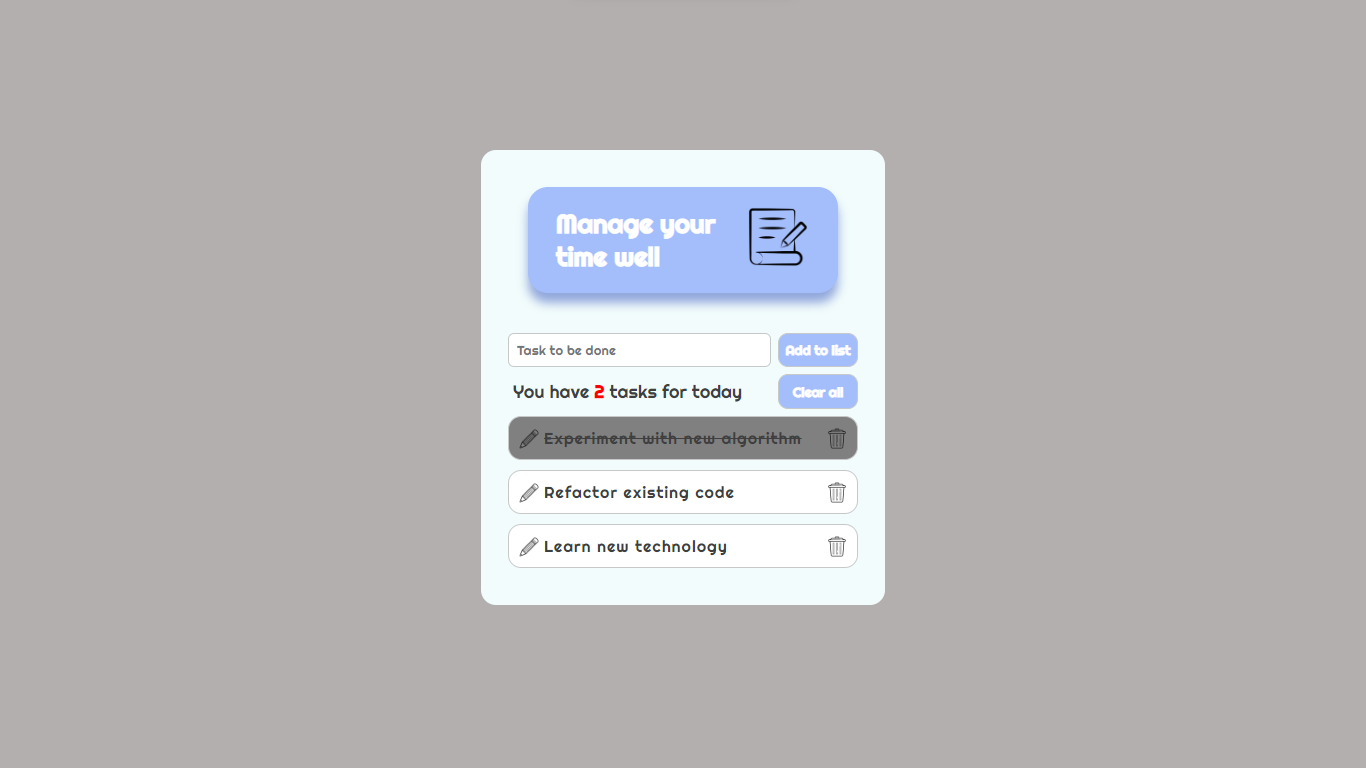 Manage your
time well
Task to be done
Add to list
You have 2 tasks for today
Clear all
Experiment with new algorithm
Refactor existing code
Learn new technology